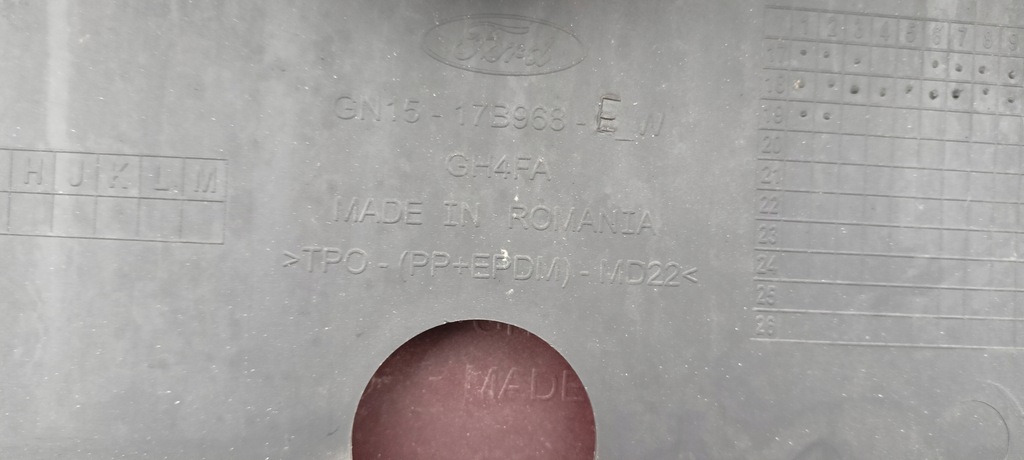 Ford
GN15 - 17B968 - E_W
GH4FA
MADE IN ROMANIA
>TPO - (PP+EPDM) - MD22<
MADE
H J K L M
1 2 3 4 5 6 7 8 9
17
18
19
20
21
22
23
24
25
26